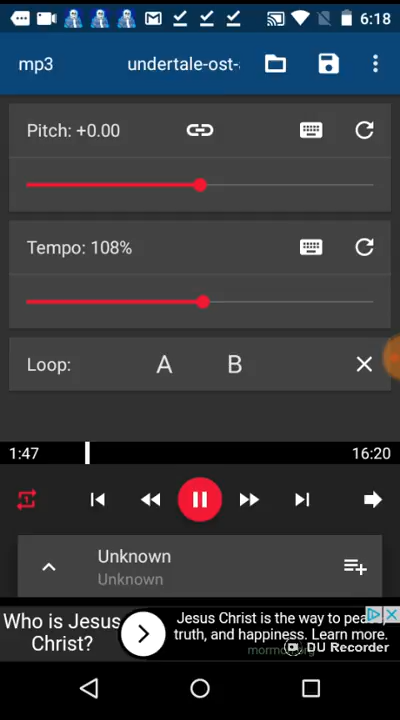 6:18
mp3 undertale-ost-
Pitch: +0.00
Tempo: 108%
Loop: A B
1:47 16:20
1
Unknown
Unknown
Who is Jesus
Christ?
Jesus Christ is the way to pea
truth, and happiness. Learn more.
DU Recorder